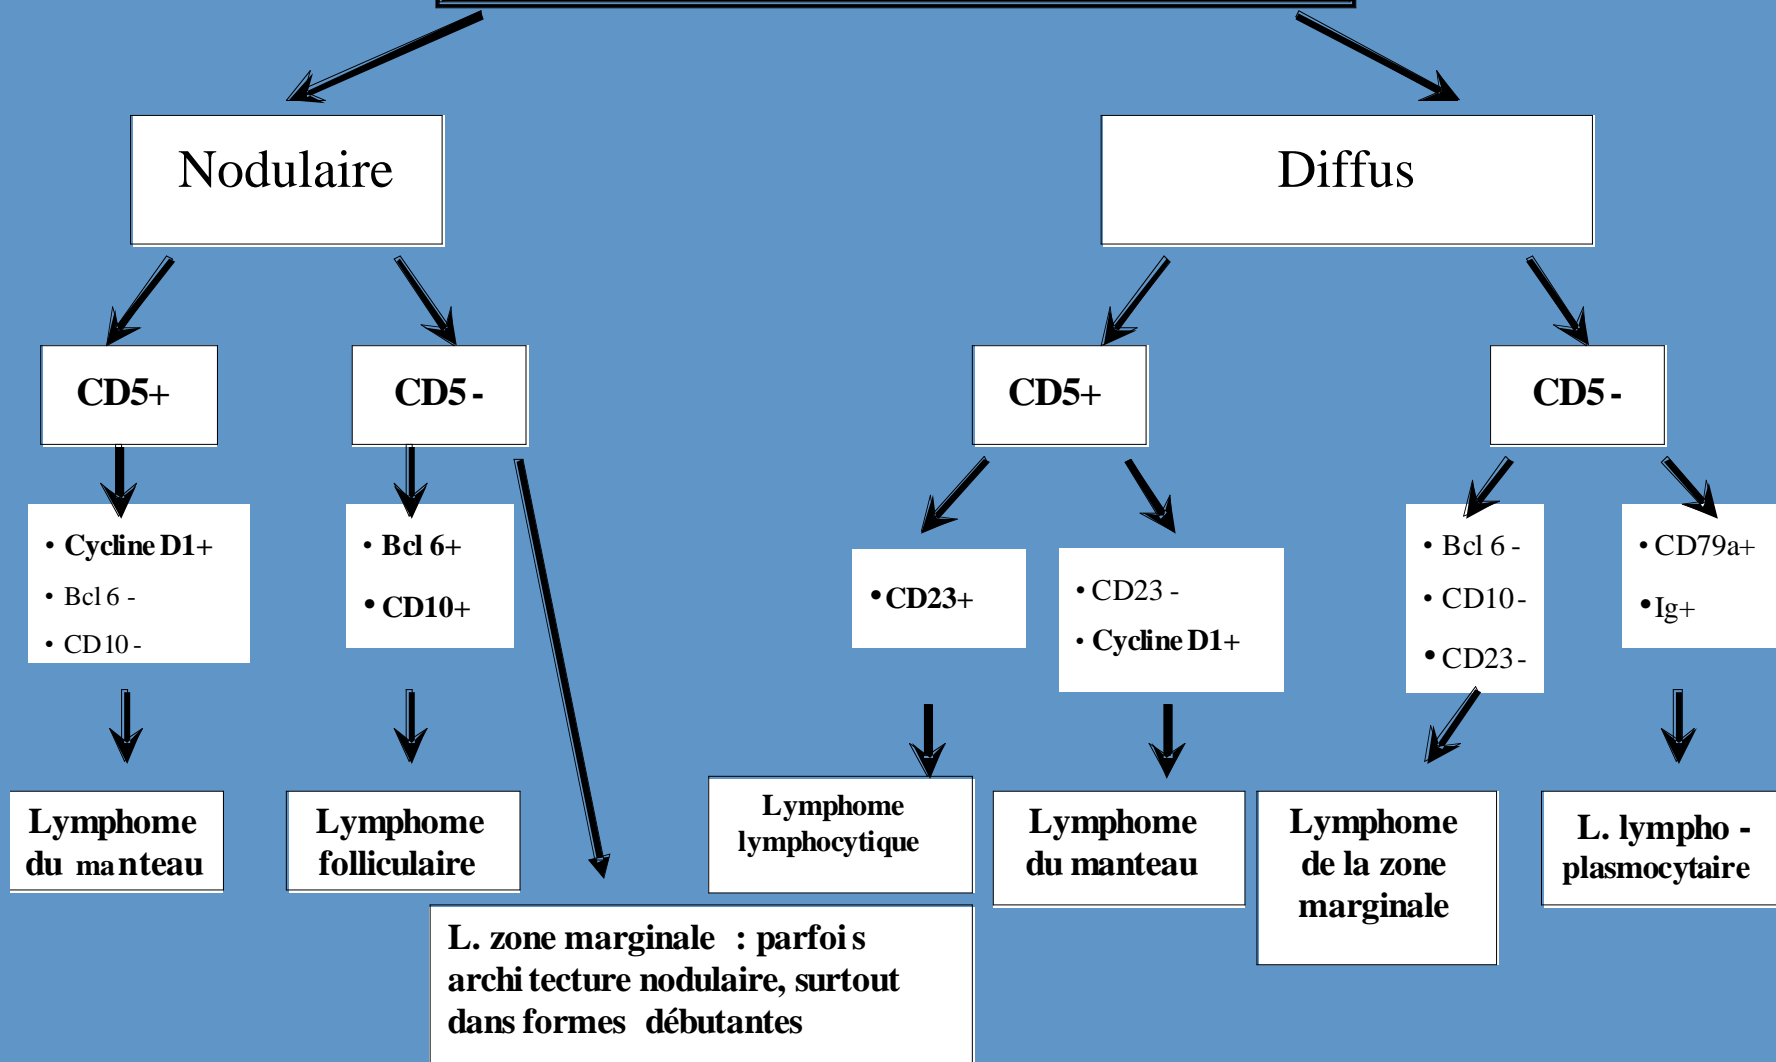 Nodulaire
Diffus
CD5+
CD5 -
CD5+
CD5 -
• Cycline D1+
• Bcl 6 -
• CD10 -
• Bcl 6+
• CD10+
• CD23+
• CD23 -
• Cycline D1+
• Bcl 6 -
• CD10 -
• CD23 -
• CD79a+
• Ig+
Lymphome
du manteau
Lymphome
folliculaire
L. zone marginale : parfois
architecture nodulaire, surtout
dans formes débutantes
Lymphome
lymphocytique
Lymphome
du manteau
Lymphome
de la zone
marginale
L. lympho -
plasmocytaire